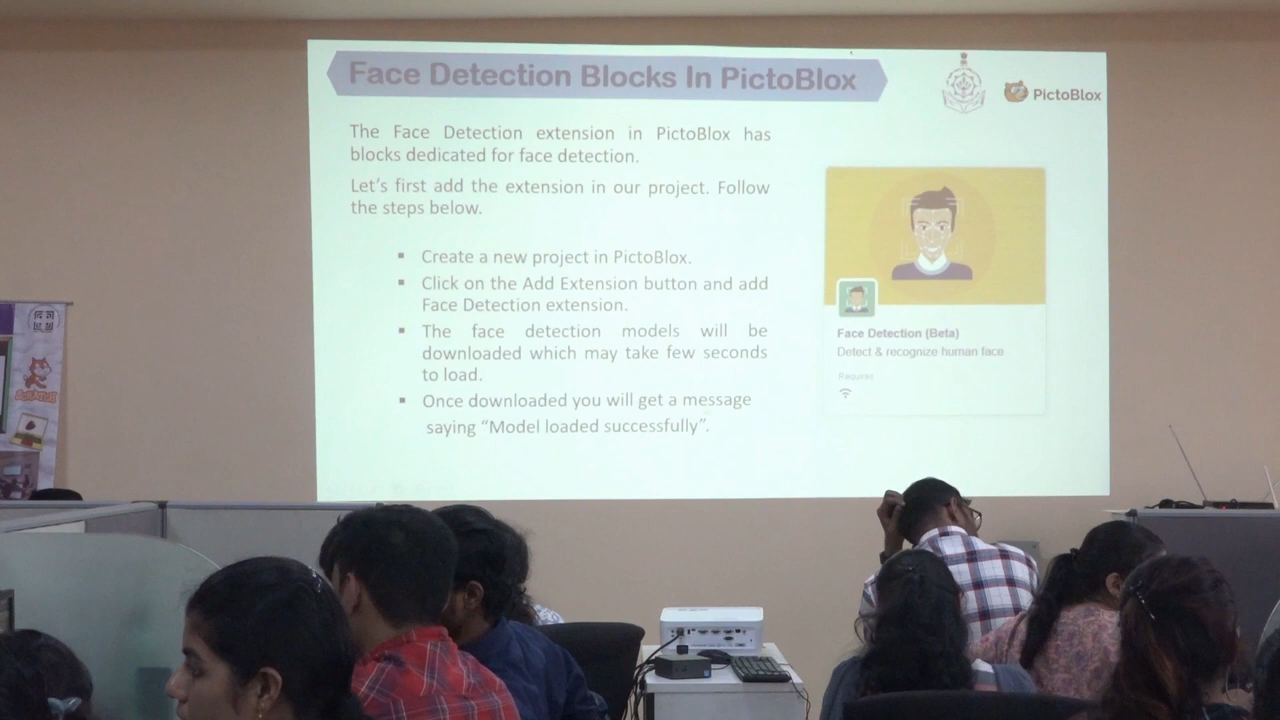 Face Detection Blocks In PictoBlox
PictoBlox
The Face Detection extension in PictoBlox has
blocks dedicated for face detection.
Let's first add the extension in our project. Follow
the steps below.
▪ Create a new project in PictoBlox.
▪ Click on the Add Extension button and add
Face Detection extension.
▪ The face detection models will be
downloaded which may take few seconds
to load.
▪ Once downloaded you will get a message
saying “Model loaded successfully”.
Face Detection (Beta)
Detect & recognize human face
Requires
SCRATCH